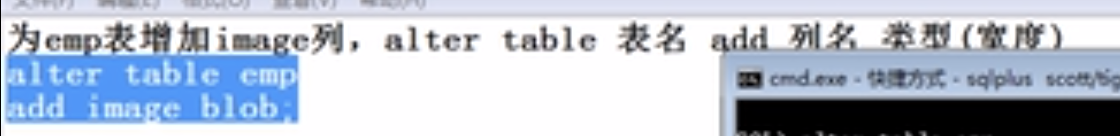 为emp表增加image列，alter table 表名 add 列名 类型(宽度)
alter table emp
add image blob;
cmd.exe - 快捷方式 - sqlplus scott/tig